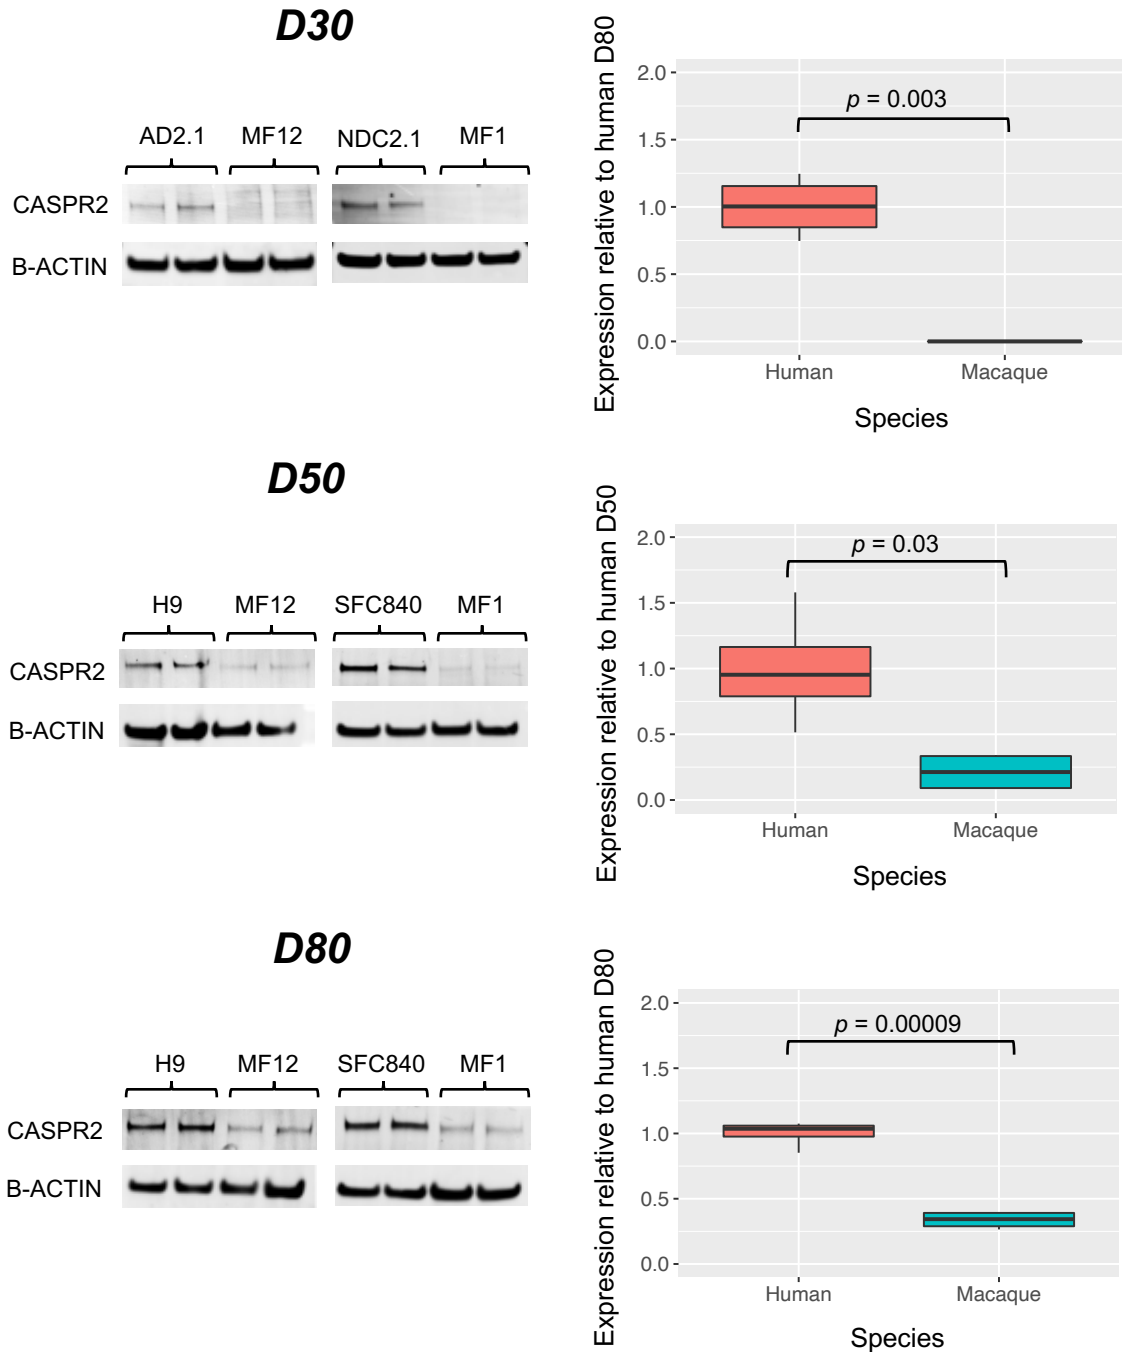 D30
AD2.1 MF12 NDC2.1 MF1
CASPR2
B-ACTIN
Expression relative to human D80
2.0
1.5
1.0
0.5
0.0
p = 0.003
Human Macaque
Species
D50
H9 MF12 SFC840 MF1
CASPR2
B-ACTIN
Expression relative to human D50
2.0
1.5
1.0
0.5
0.0
p = 0.03
Human Macaque
Species
D80
H9 MF12 SFC840 MF1
CASPR2
B-ACTIN
Expression relative to human D80
2.0
1.5
1.0
0.5
0.0
p = 0.00009
Human Macaque
Species